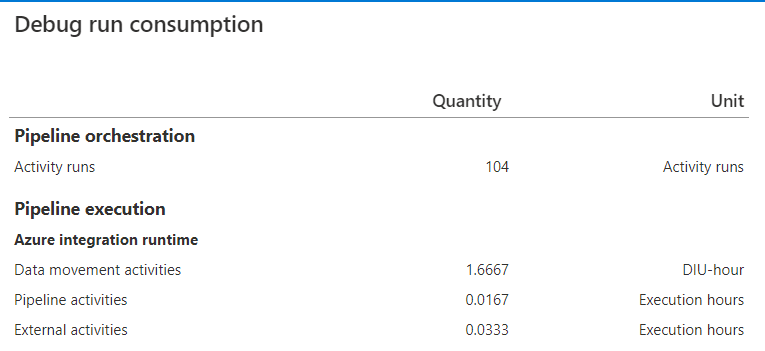 Debug run consumption
Quantity Unit
Pipeline orchestration
Activity runs 104 Activity runs
Pipeline execution
Azure integration runtime
Data movement activities 1.6667 DIU-hour
Pipeline activities 0.0167 Execution hours
External activities 0.0333 Execution hours